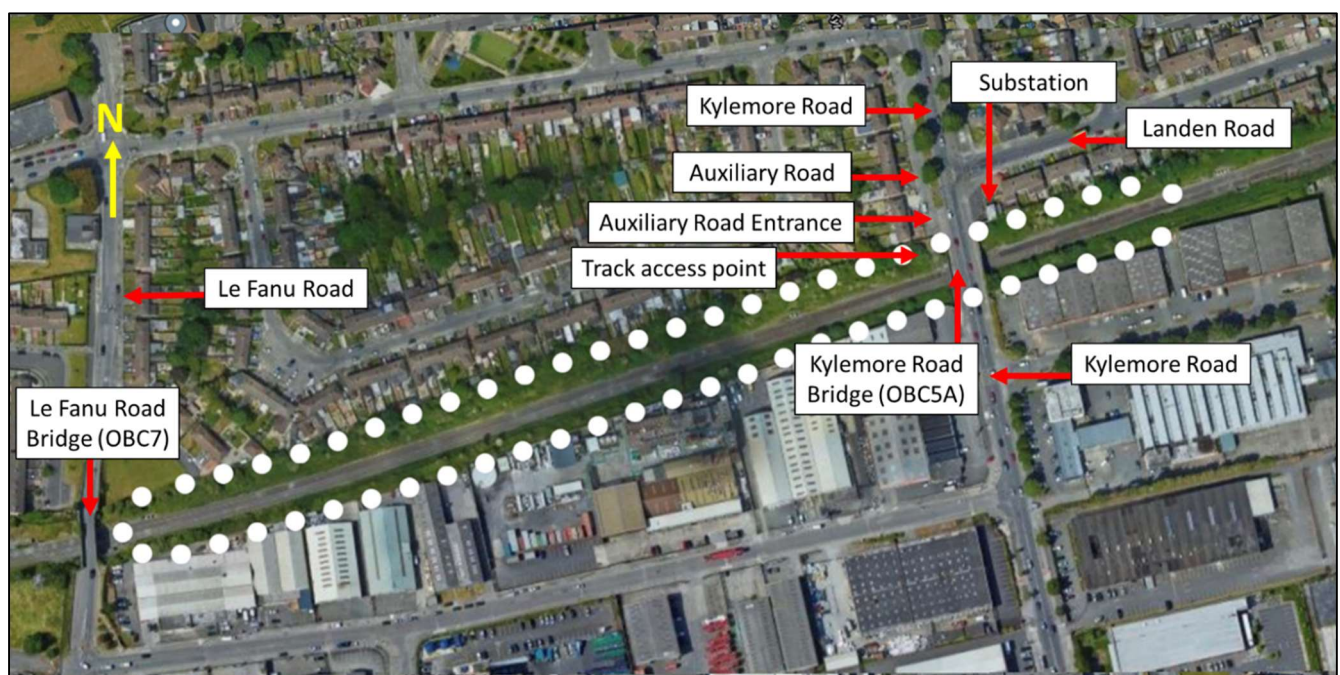 Substation
Kylemore Road
Landen Road
N
Auxiliary Road
Auxiliary Road Entrance
Track access point
Le Fanu Road
Kylemore Road
Bridge (OBC5A)
Kylemore Road
Le Fanu Road
Bridge (OBC7)